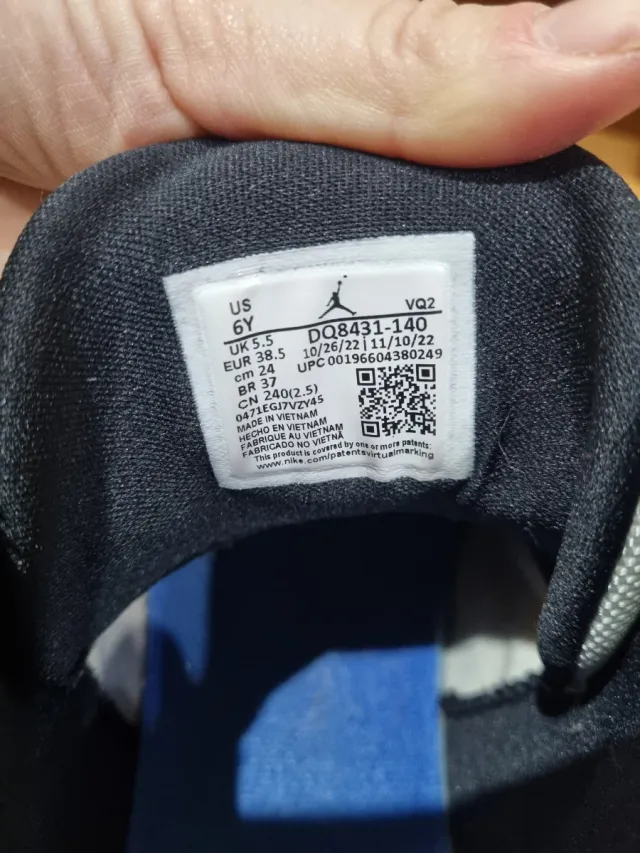 US
6Y
VQ2
UK 5.5
EUR 38.5
cm 24
BR 37
CN 240(2.5)
DQ8431-140
10/26/22 | 11/10/22
UPC 00196604380249
0471EGJ7VZY45
MADE IN VIETNAM
HECHO EN VIETNAM
FABRIQUE AU VIETNAM
FABRICADO NO VIETNÃ
This product is covered by one or more patents:
www.nike.com/patentsvirtualmarking